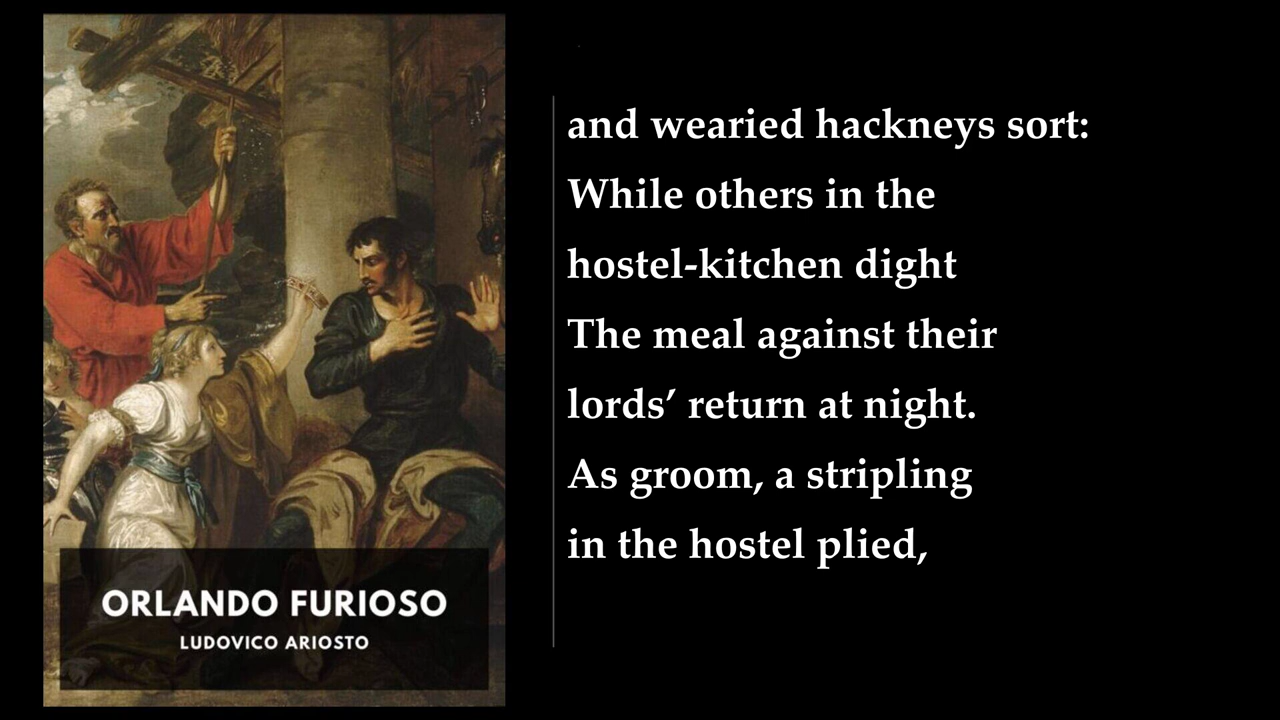 ORLANDO FURIOSO
LUDOVICO ARIOSTO
and wearied hackneys sort:
While others in the
hostel-kitchen dight
The meal against their
lords’ return at night.
As groom, a stripling
in the hostel plied,